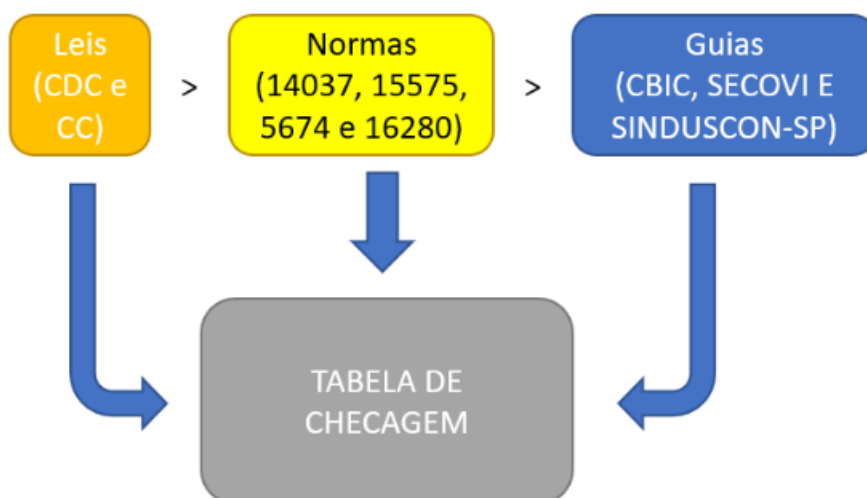 Leis
(CDC e
CC)
>
Normas
(14037, 15575,
5674 e 16280)
>
Guias
(CBIC, SECOVI E
SINDUSCON-SP)
TABELA DE
CHECAGEM